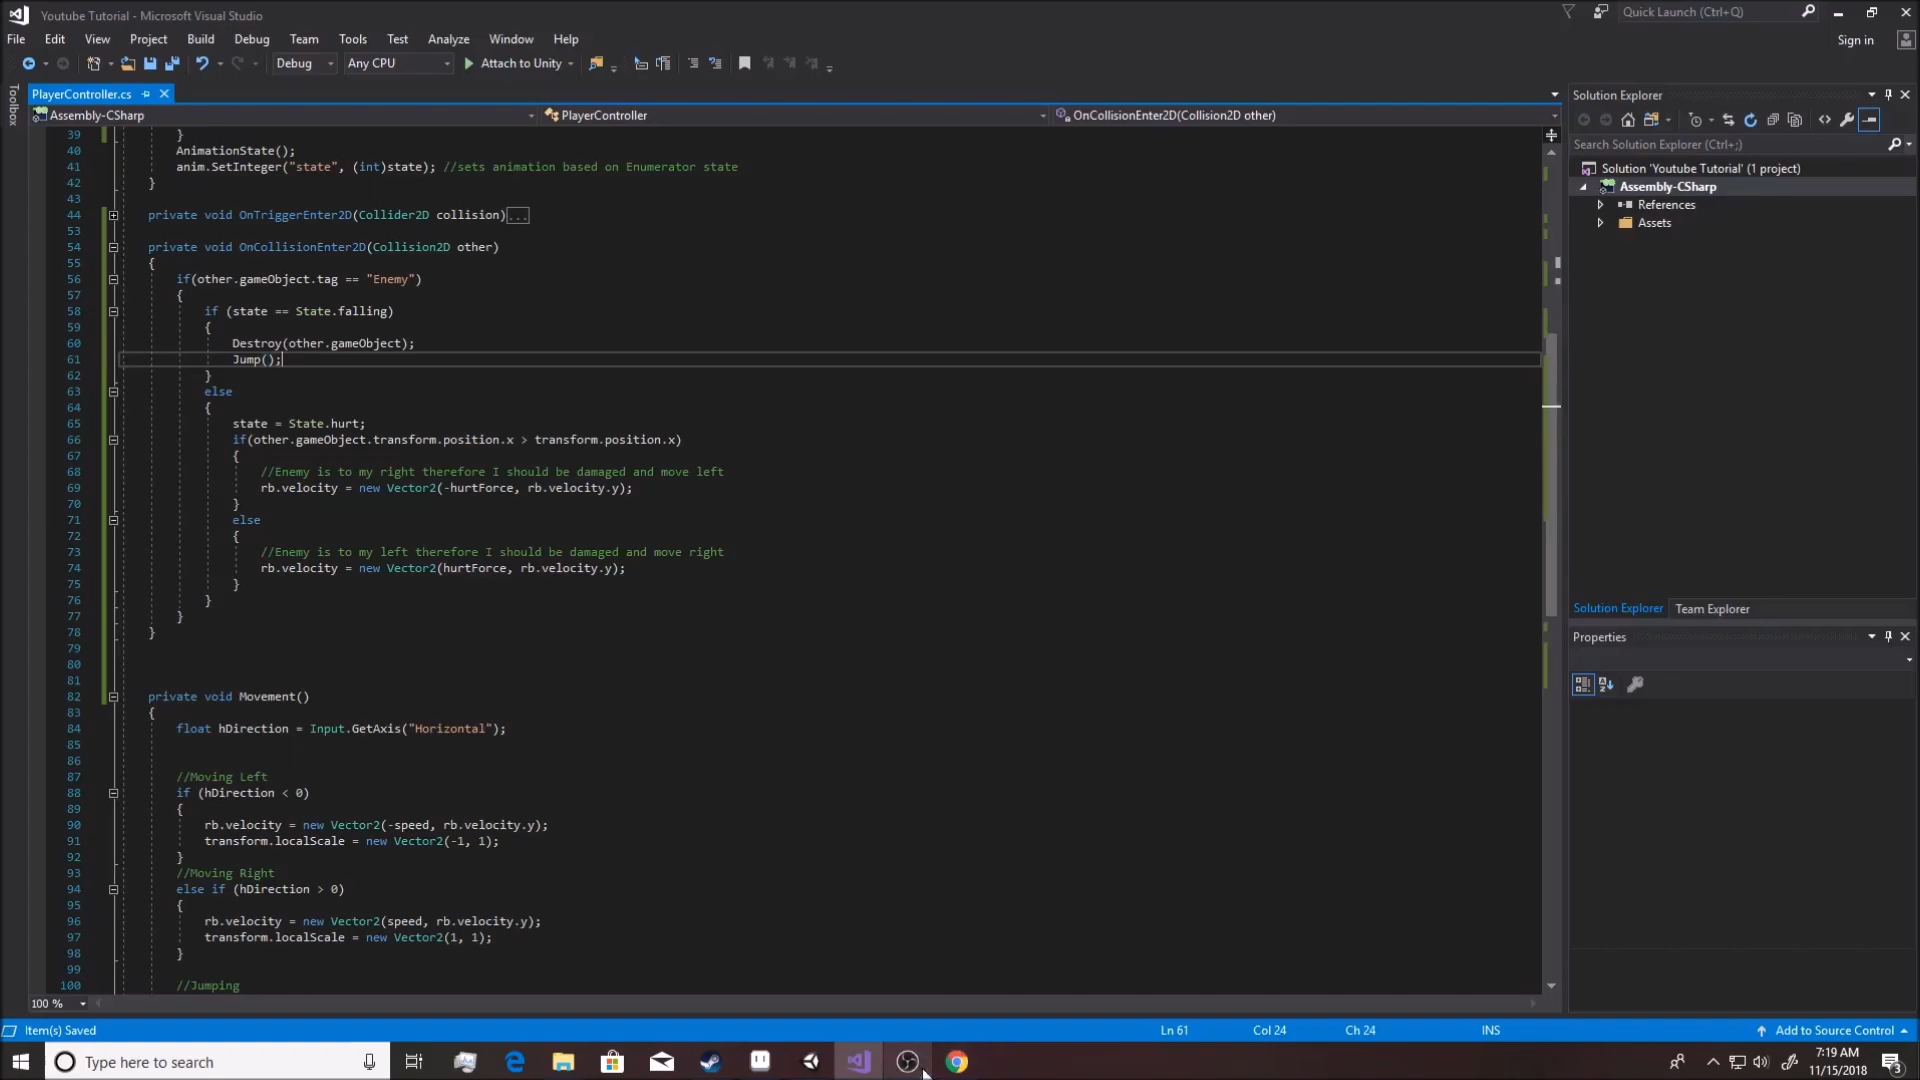 Youtube Tutorial - Microsoft Visual Studio
Quick Launch (Ctrl+Q)
File Edit View Project Build Debug Team Tools Test Analyze Window Help
Sign in
Debug Any CPU Attach to Unity
Toolbox
PlayerController.cs
Assembly-CSharp PlayerController OnCollisionEnter2D(Collision2D other)
39 }
40 AnimationState();
41 anim.SetInteger("state", (int)state); //sets animation based on Enumerator state
42 }
43
44 private void OnTriggerEnter2D(Collider2D collision)...
53
54 private void OnCollisionEnter2D(Collision2D other)
55 {
56 if(other.gameObject.tag == "Enemy")
57 {
58 if (state == State.falling)
59 {
60 Destroy(other.gameObject);
61 Jump();
62 }
63 else
64 {
65 state = State.hurt;
66 if(other.gameObject.transform.position.x > transform.position.x)
67 {
68 //Enemy is to my right therefore I should be damaged and move left
69 rb.velocity = new Vector2(-hurtForce, rb.velocity.y);
70 }
71 else
72 {
73 //Enemy is to my left therefore I should be damaged and move right
74 rb.velocity = new Vector2(hurtForce, rb.velocity.y);
75 }
76 }
77 }
78 }
79
80
81
82 private void Movement()
83 {
84 float hDirection = Input.GetAxis("Horizontal");
85
86
87 //Moving Left
88 if (hDirection < 0)
89 {
90 rb.velocity = new Vector2(-speed, rb.velocity.y);
91 transform.localScale = new Vector2(-1, 1);
92 }
93 //Moving Right
94 else if (hDirection > 0)
95 {
96 rb.velocity = new Vector2(speed, rb.velocity.y);
97 transform.localScale = new Vector2(1, 1);
98 }
99
100 //Jumping
100 %
Solution Explorer
Search Solution Explorer (Ctrl+;)
Solution 'Youtube Tutorial' (1 project)
Assembly-CSharp
References
Assets
Solution Explorer Team Explorer
Properties
Item(s) Saved Ln 61 Col 24 Ch 24 INS Add to Source Control
Type here to search
7:19 AM
11/15/2018
3